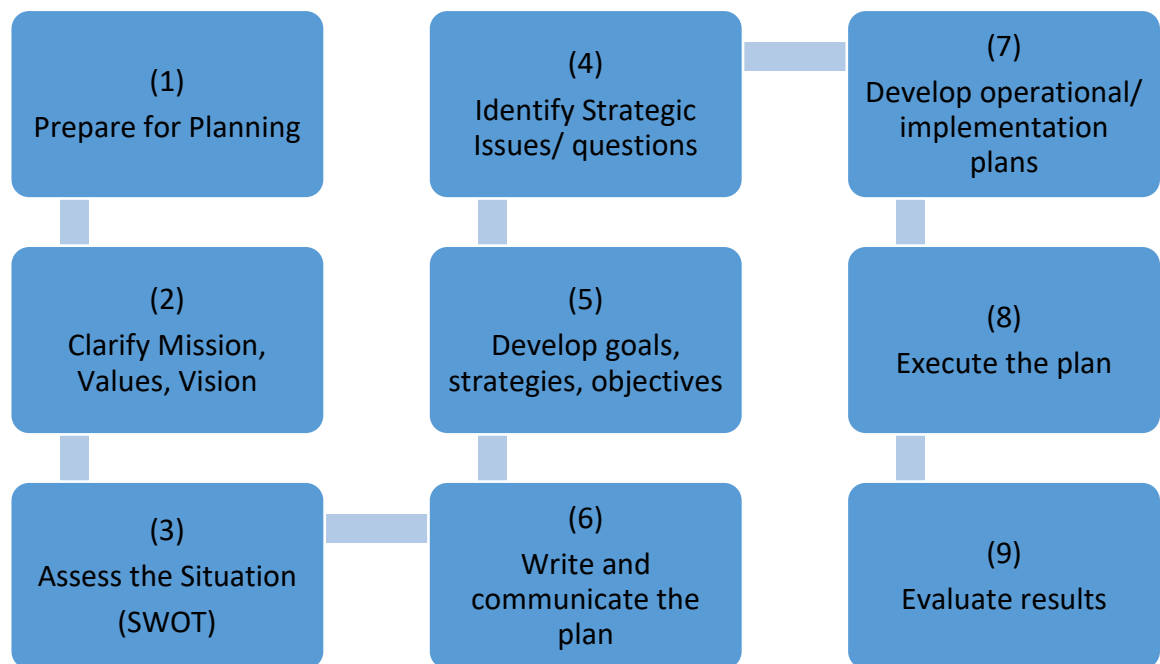 (1)
Prepare for Planning
(2)
Clarify Mission,
Values, Vision
(3)
Assess the Situation
(SWOT)
(4)
Identify Strategic
Issues/ questions
(5)
Develop goals,
strategies, objectives
(6)
Write and
communicate the
plan
(7)
Develop operational/
implementation
plans
(8)
Execute the plan
(9)
Evaluate results